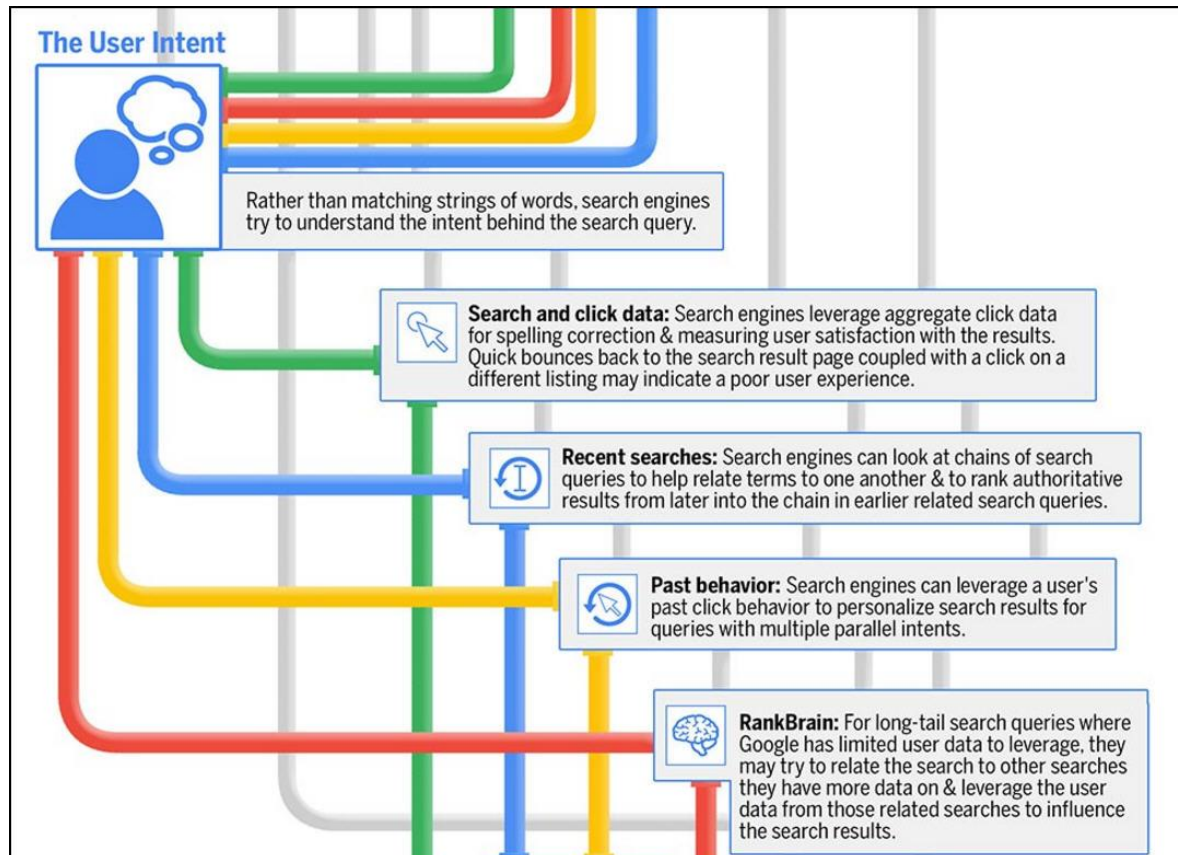 The User Intent
Rather than matching strings of words, search engines
try to understand the intent behind the search query.
Search and click data: Search engines leverage aggregate click data
for spelling correction & measuring user satisfaction with the results.
Quick bounces back to the search result page coupled with a click on a
different listing may indicate a poor user experience.
Recent searches: Search engines can look at chains of search
queries to help relate terms to one another & to rank authoritative
results from later into the chain in earlier related search queries.
Past behavior: Search engines can leverage a user's
past click behavior to personalize search results for
queries with multiple parallel intents.
RankBrain: For long-tail search queries where
Google has limited user data to leverage, they
may try to relate the search to other searches
they have more data on & leverage the user
data from those related searches to influence
the search results.